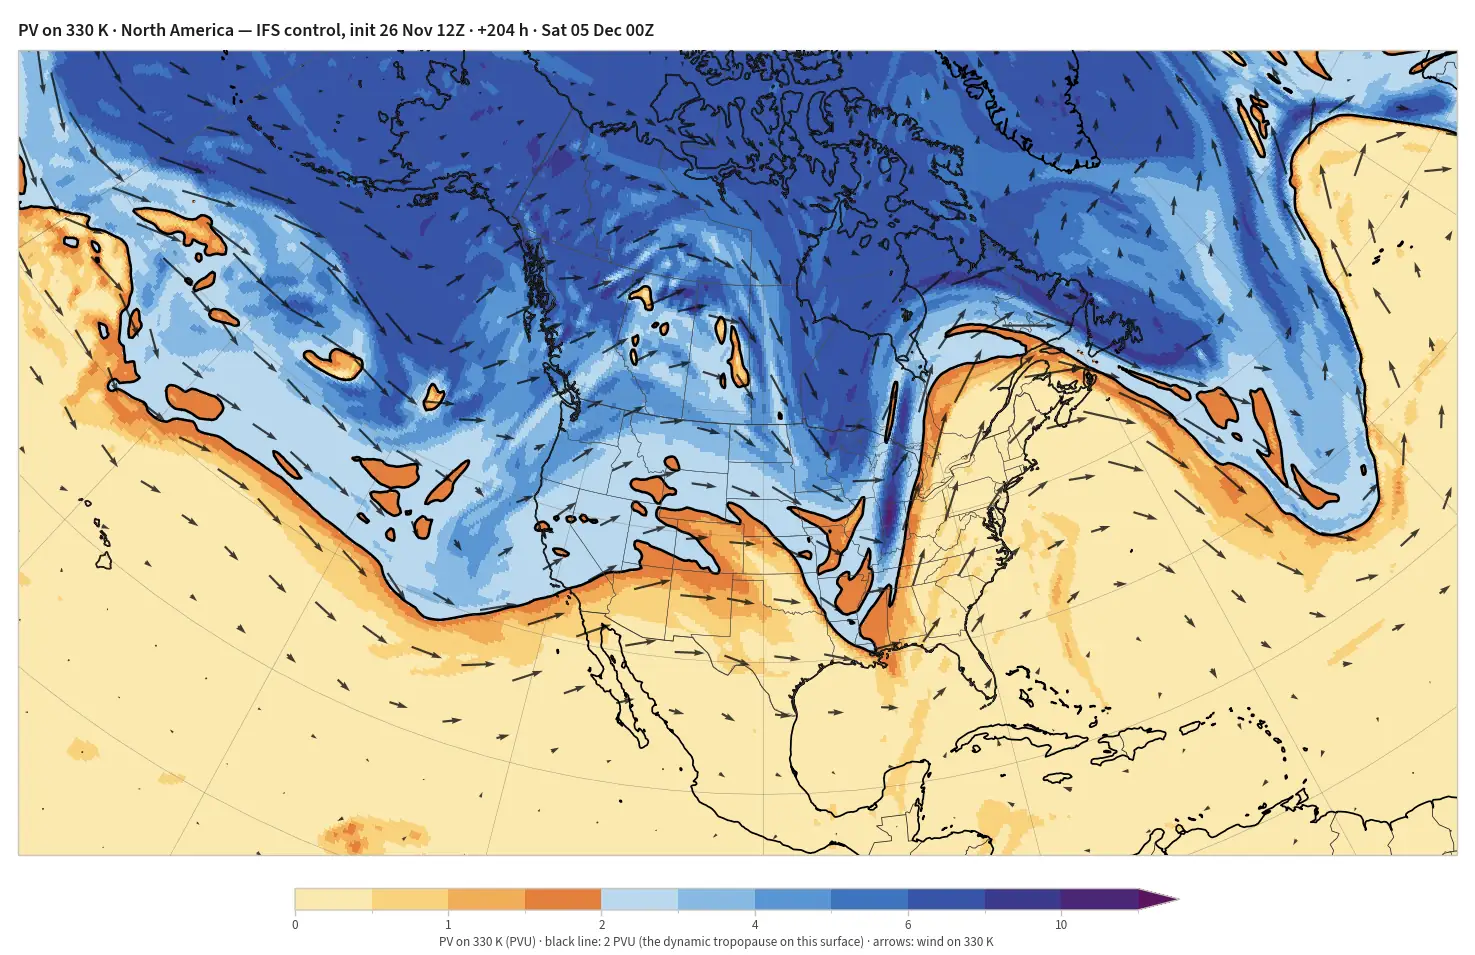 PV on 330 K · North America — IFS control, init 26 Nov 12Z · +204 h · Sat 05 Dec 00Z
0 1 2 4 6 10
PV on 330 K (PVU) · black line: 2 PVU (the dynamic tropopause on this surface) · arrows: wind on 330 K